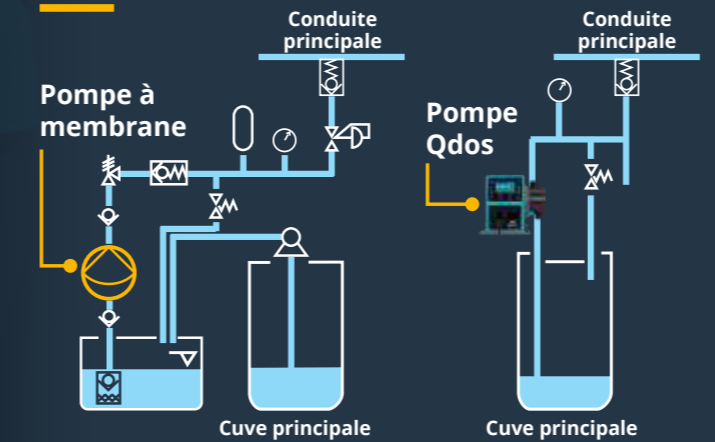 Conduite
principale
Pompe à
membrane
Conduite
principale
Pompe
Qdos
Cuve principale
Cuve principale